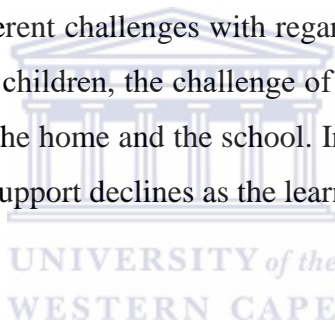 erent challenges with regar
children, the challenge of
he home and the school. I
upport declines as the lear
UNIVERSITY of the
WESTERN CAPE